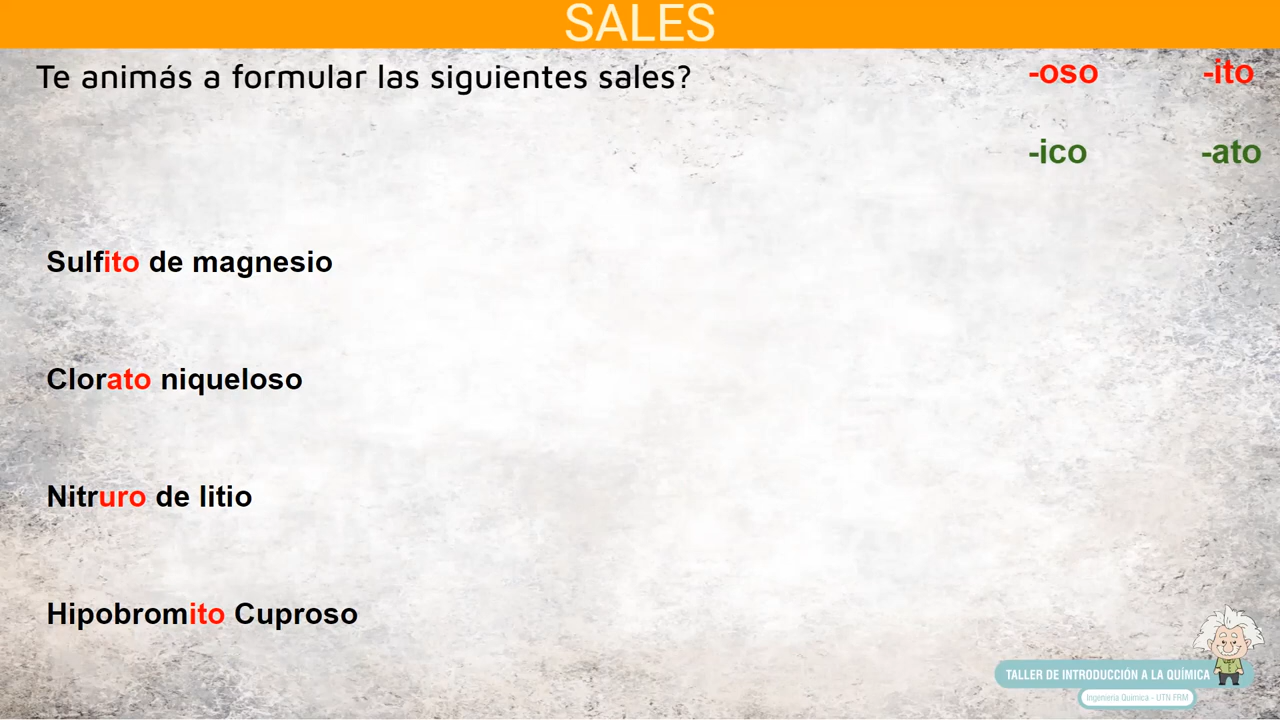 SALES
Te animás a formular las siguientes sales?
-oso -ito
-ico -ato
Sulfito de magnesio
Clorato niqueloso
Nitruro de litio
Hipobromito Cuproso
TALLER DE INTRODUCCIÓN A LA QUÍMICA
Ingeniería Química - UTN FRM